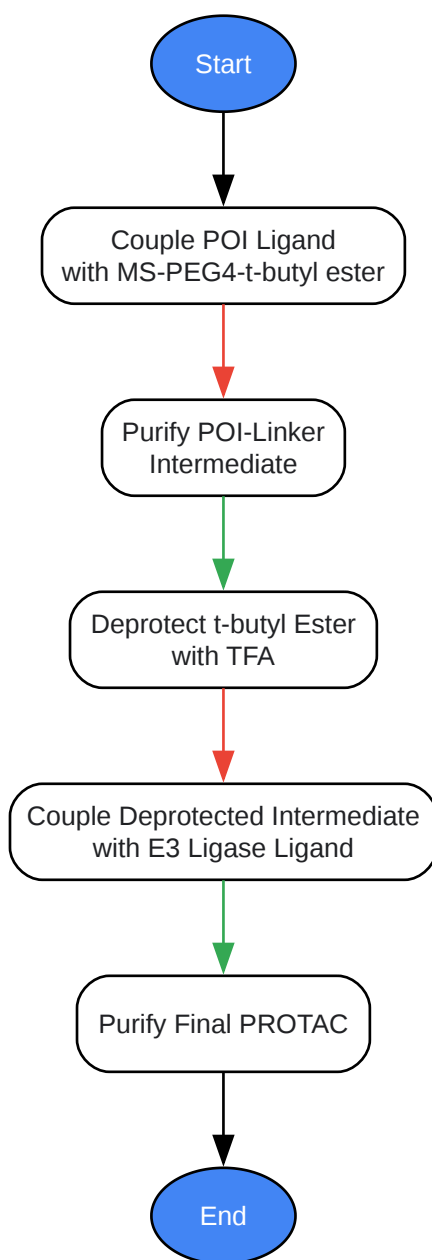 Start
Couple POI Ligand
with MS-PEG4-t-butyl ester
Purify POI-Linker
Intermediate
Deprotect t-butyl Ester
with TFA
Couple Deprotected Intermediate
with E3 Ligase Ligand
Purify Final PROTAC
End